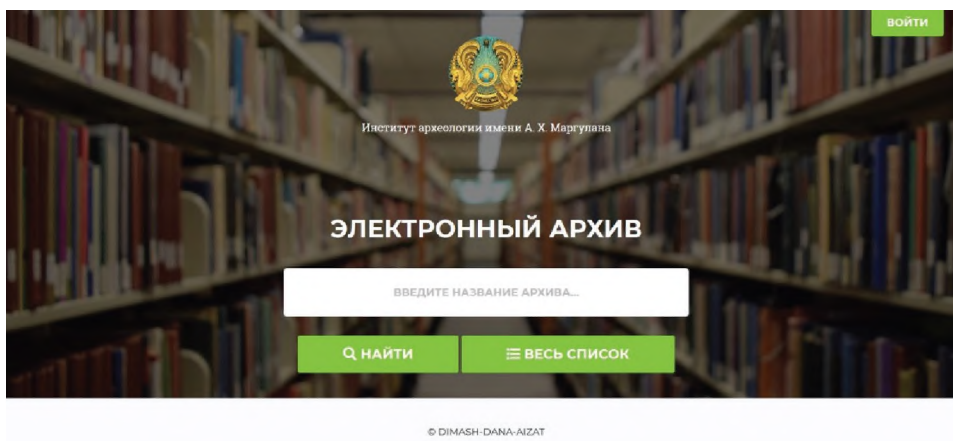 ВОЙТИ
Институт археологии имени А. Х. Маргулана
ЭЛЕКТРОННЫЙ АРХИВ
ВВЕДИТЕ НАЗВАНИЕ АРХИВА...
НАЙТИ
ВЕСЬ СПИСОК
© DIMASH-DANA-AIZAT